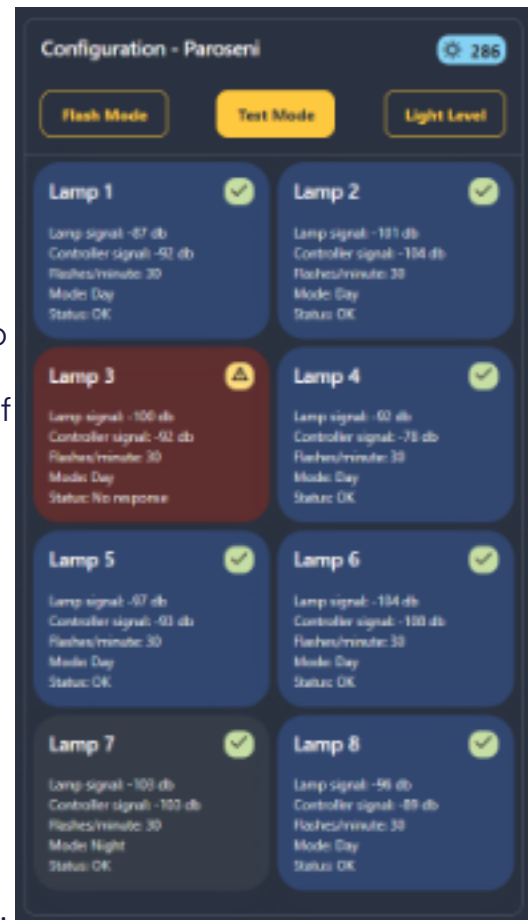 Configuration - Paroseni
286
Flash Mode
Test Mode
Light Level
Lamp 1
Lamp signal: -87 db
Controller signal: -92 db
Flashes/minute: 30
Mode: Day
Status: OK
Lamp 2
Lamp signal: -101 db
Controller signal: -104 db
Flashes/minute: 30
Mode: Day
Status: OK
Lamp 3
Lamp signal: -100 db
Controller signal: -92 db
Flashes/minute: 30
Mode: Day
Status: No response
Lamp 4
Lamp signal: -92 db
Controller signal: -78 db
Flashes/minute: 30
Mode: Day
Status: OK
Lamp 5
Lamp signal: -97 db
Controller signal: -93 db
Flashes/minute: 30
Mode: Day
Status: OK
Lamp 6
Lamp signal: -104 db
Controller signal: -100 db
Flashes/minute: 30
Mode: Day
Status: OK
Lamp 7
Lamp signal: -103 db
Controller signal: -103 db
Flashes/minute: 30
Mode: Night
Status: OK
Lamp 8
Lamp signal: -96 db
Controller signal: -89 db
Flashes/minute: 30
Mode: Day
Status: OK